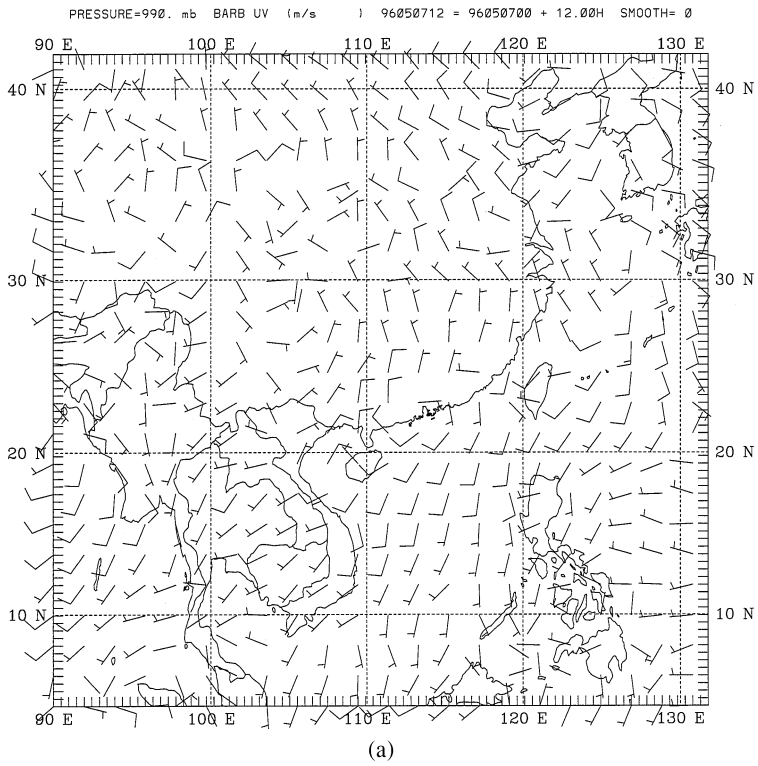 PRESSURE=990. mb BARB UV (m/s ) 96050712 = 96050700 + 12.00H SMOOTH= 0
90 E 100 E 110 E 120 E 130 E
40 N 40 N
30 N 30 N
20 N 20 N
10 N 10 N
90 E 100 E 110 E 120 E 130 E
(a)